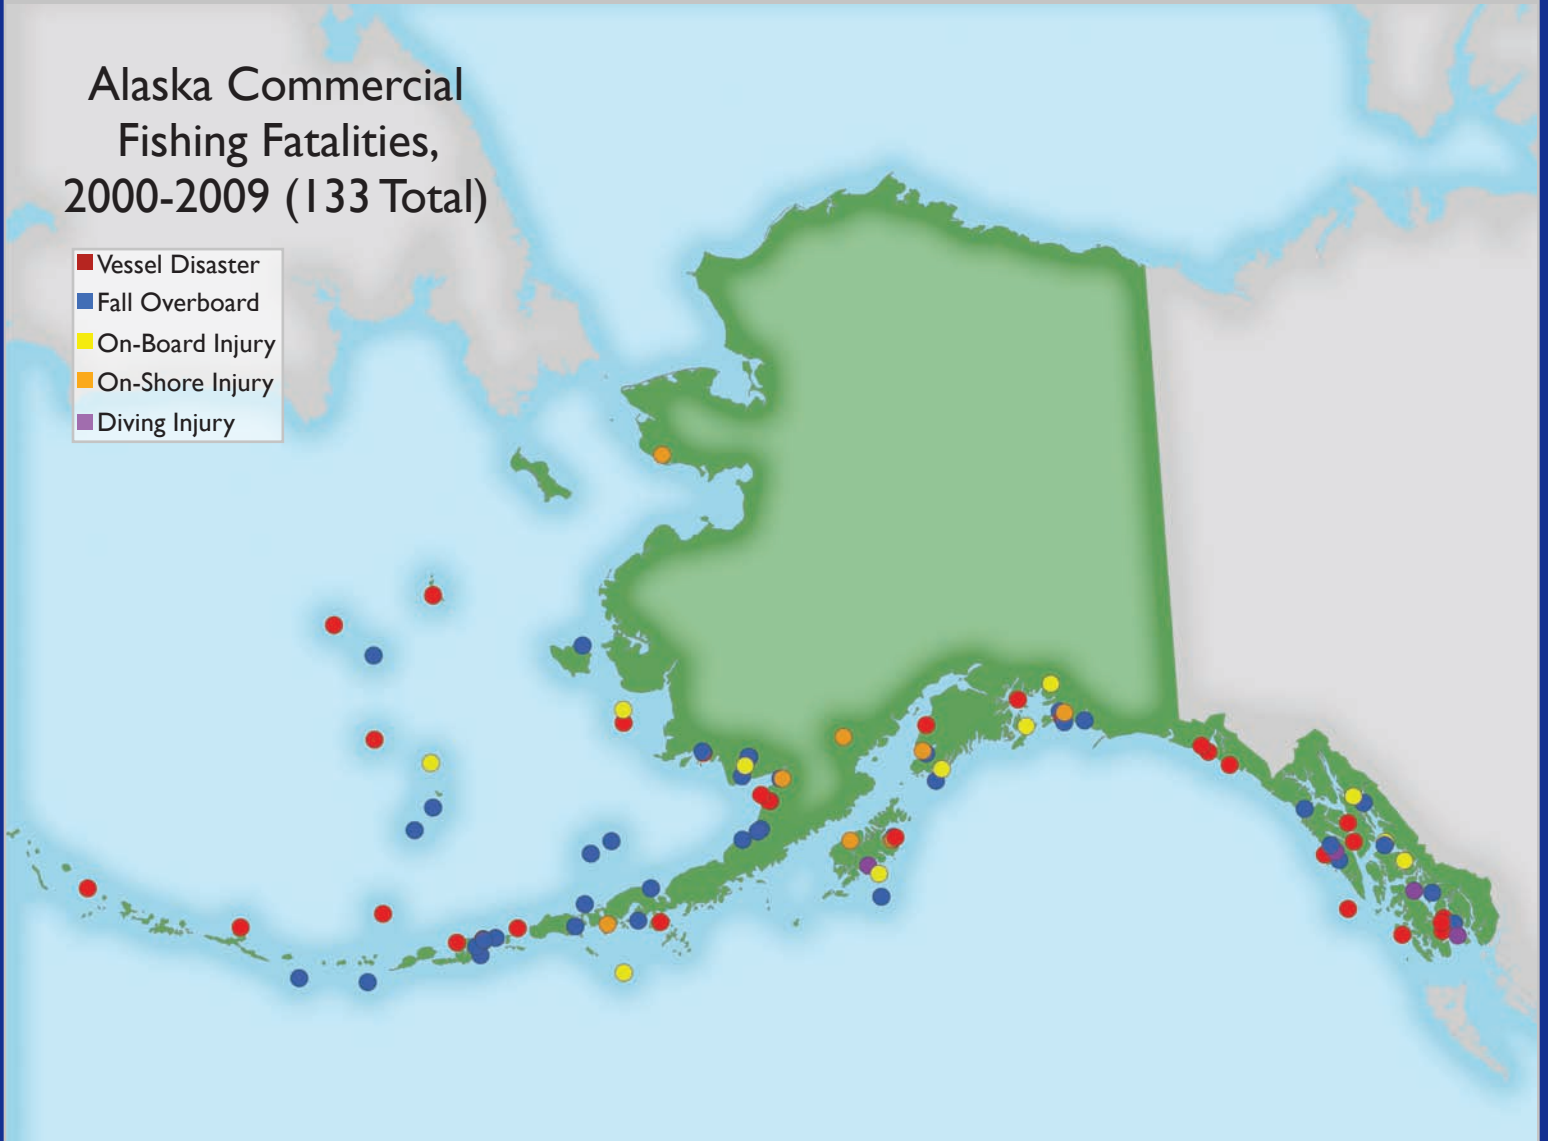 Alaska Commercial
Fishing Fatalities,
2000-2009 (133 Total)
Vessel Disaster
Fall Overboard
On-Board Injury
On-Shore Injury
Diving Injury